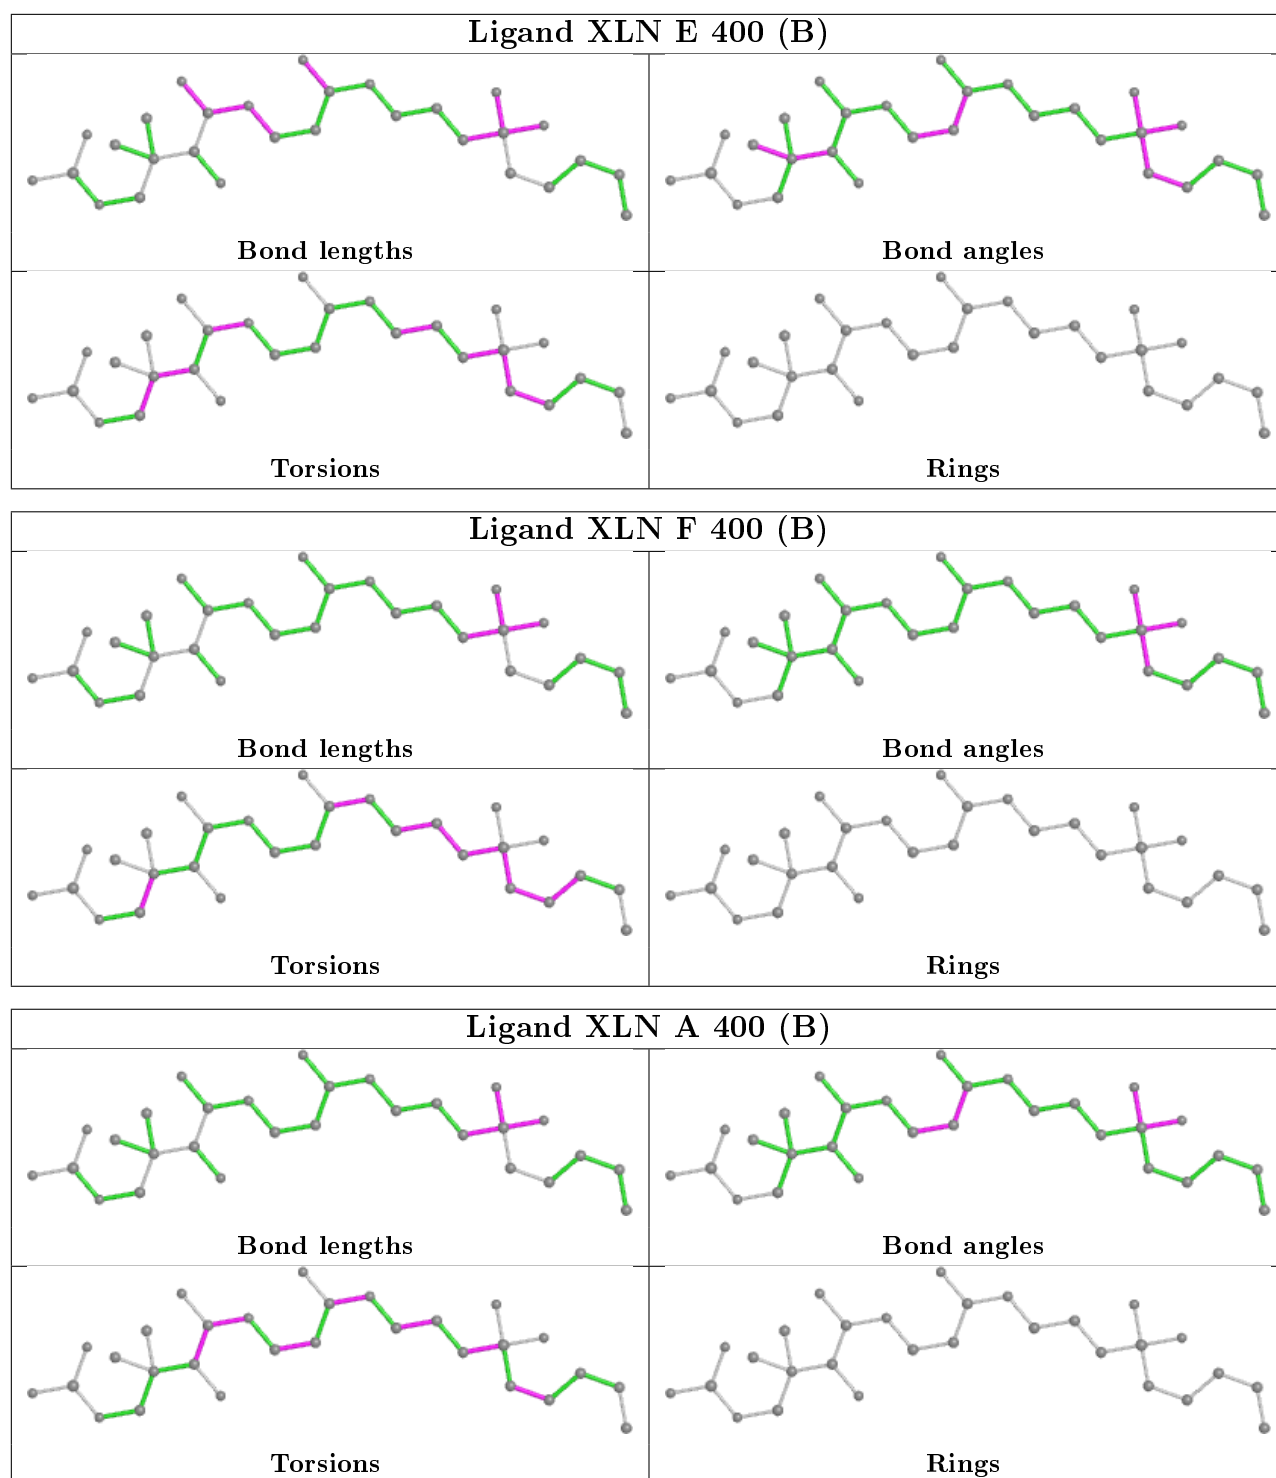 Ligand XLN E 400 (B)
Bond lengths
Bond angles
Torsions
Rings
Ligand XLN F 400 (B)
Bond lengths
Bond angles
Torsions
Rings
Ligand XLN A 400 (B)
Bond lengths
Bond angles
Torsions
Rings